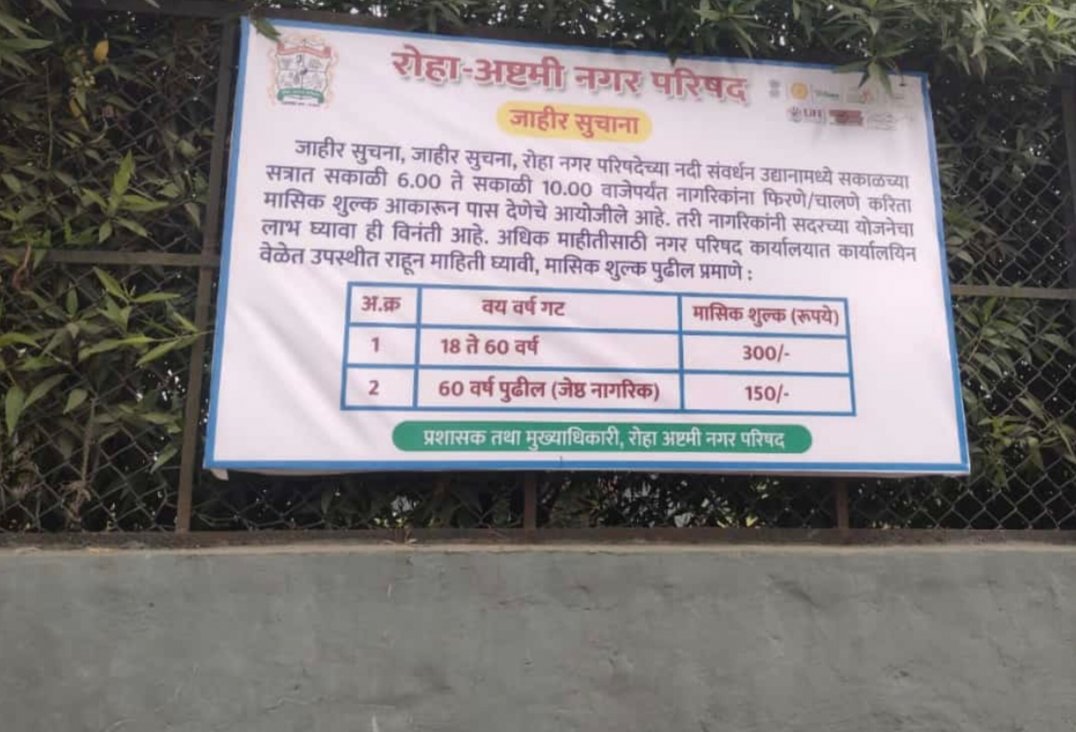 रोहा-अष्टमी नगर परिषद
जाहीर सुचाना
जाहीर सुचना, जाहीर सुचना, रोहा नगर परिषदेच्या नदी संवर्धन उद्यानामध्ये सकाळच्या
सत्रात सकाळी 6.00 ते सकाळी 10.00 वाजेपर्यंत नागरिकांना फिरणे/चालणे करिता
मासिक शुल्क आकारून पास देणेचे आयोजीले आहे. तरी नागरिकांनी सदरच्या योजनेचा
लाभ घ्यावा ही विनंती आहे. अधिक माहीतीसाठी नगर परिषद कार्यालयात कार्यालयिन
वेळेत उपस्थीत राहून माहिती घ्यावी, मासिक शुल्क पुढील प्रमाणे :
अ.क्र वय वर्ष गट मासिक शुल्क (रूपये)
1 18 ते 60 वर्ष 300/-
2 60 वर्ष पुढील (जेष्ठ नागरिक) 150/-
प्रशासक तथा मुख्याधिकारी, रोहा अष्टमी नगर परिषद